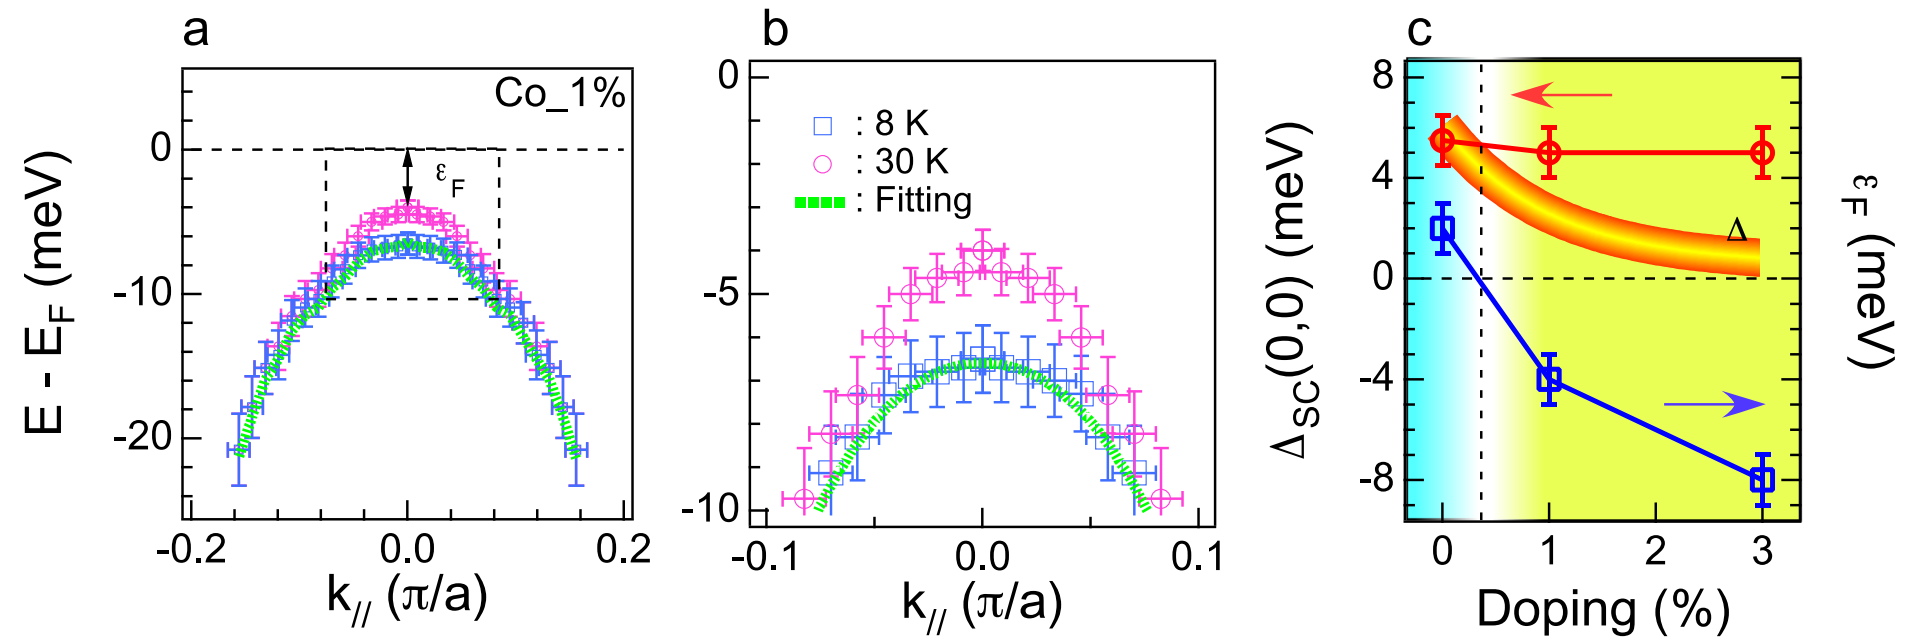 a
Co_1%
E - E_F (meV)
0
-10
-20
ε_F
-0.2
0.0
0.2
k_// (π/a)
b
0
-5
-10
: 8 K
: 30 K
: Fitting
-0.1
0.0
0.1
k_// (π/a)
c
Δ_SC(0,0) (meV)
8
4
0
-4
-8
Δ
ε_F (meV)
0
1
2
3
Doping (%)